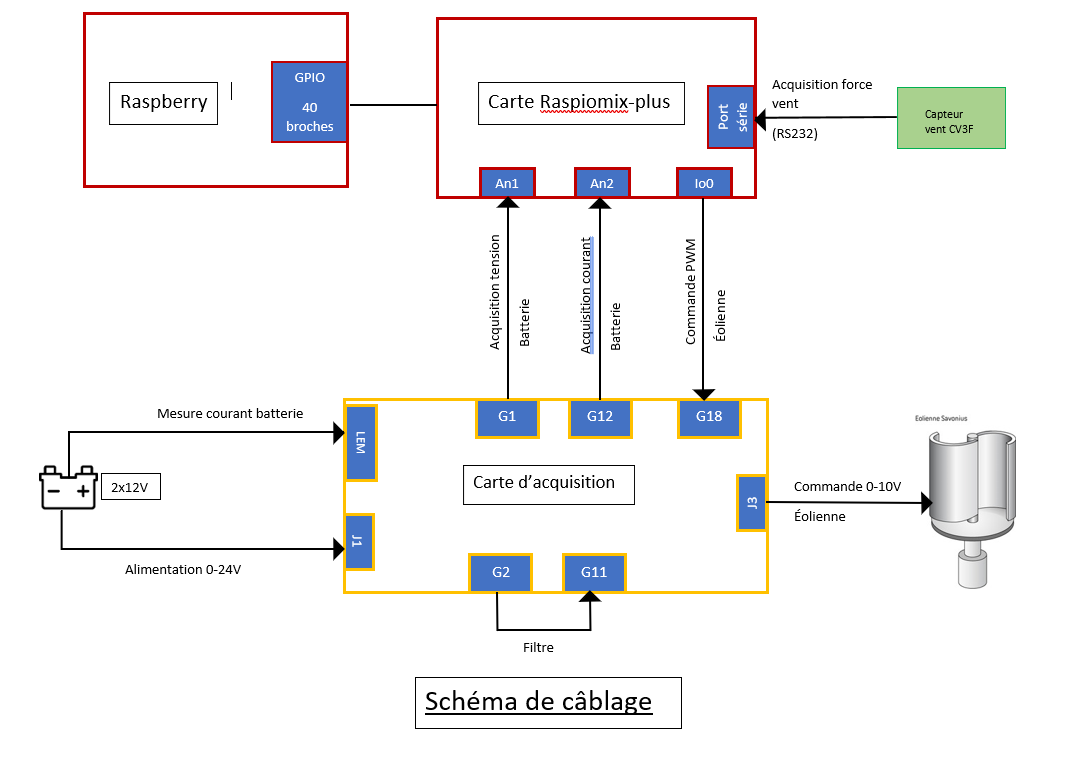 Raspberry
GPIO
40
broches
Carte Raspiomix-plus
Port
série
Acquisition force
vent
(RS232)
Capteur
vent CV3F
An1
An2
Io0
Acquisition tension
Batterie
Acquisition courant
Batterie
Commande PWM
Éolienne
Mesure courant batterie
2x12V
Alimentation 0-24V
LEM
J1
G1
G12
G18
Carte d'acquisition
J3
Commande 0-10V
Éolienne
Eolienne Savonius
G2
G11
Filtre
Schéma de câblage